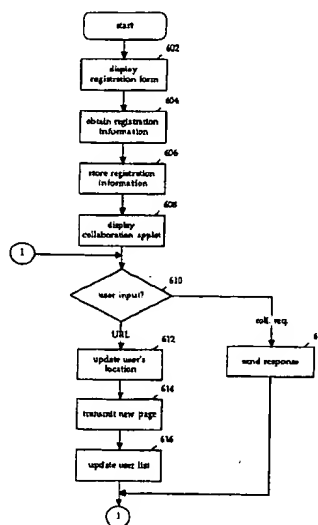 start
602
display
registration form
604
obtain registration
information
606
store registration
information
608
display
collaboration applet
1
610
user input?
URL
coll. req.
612
update user's
location
6
send response
614
transmit new page
616
update user list
1